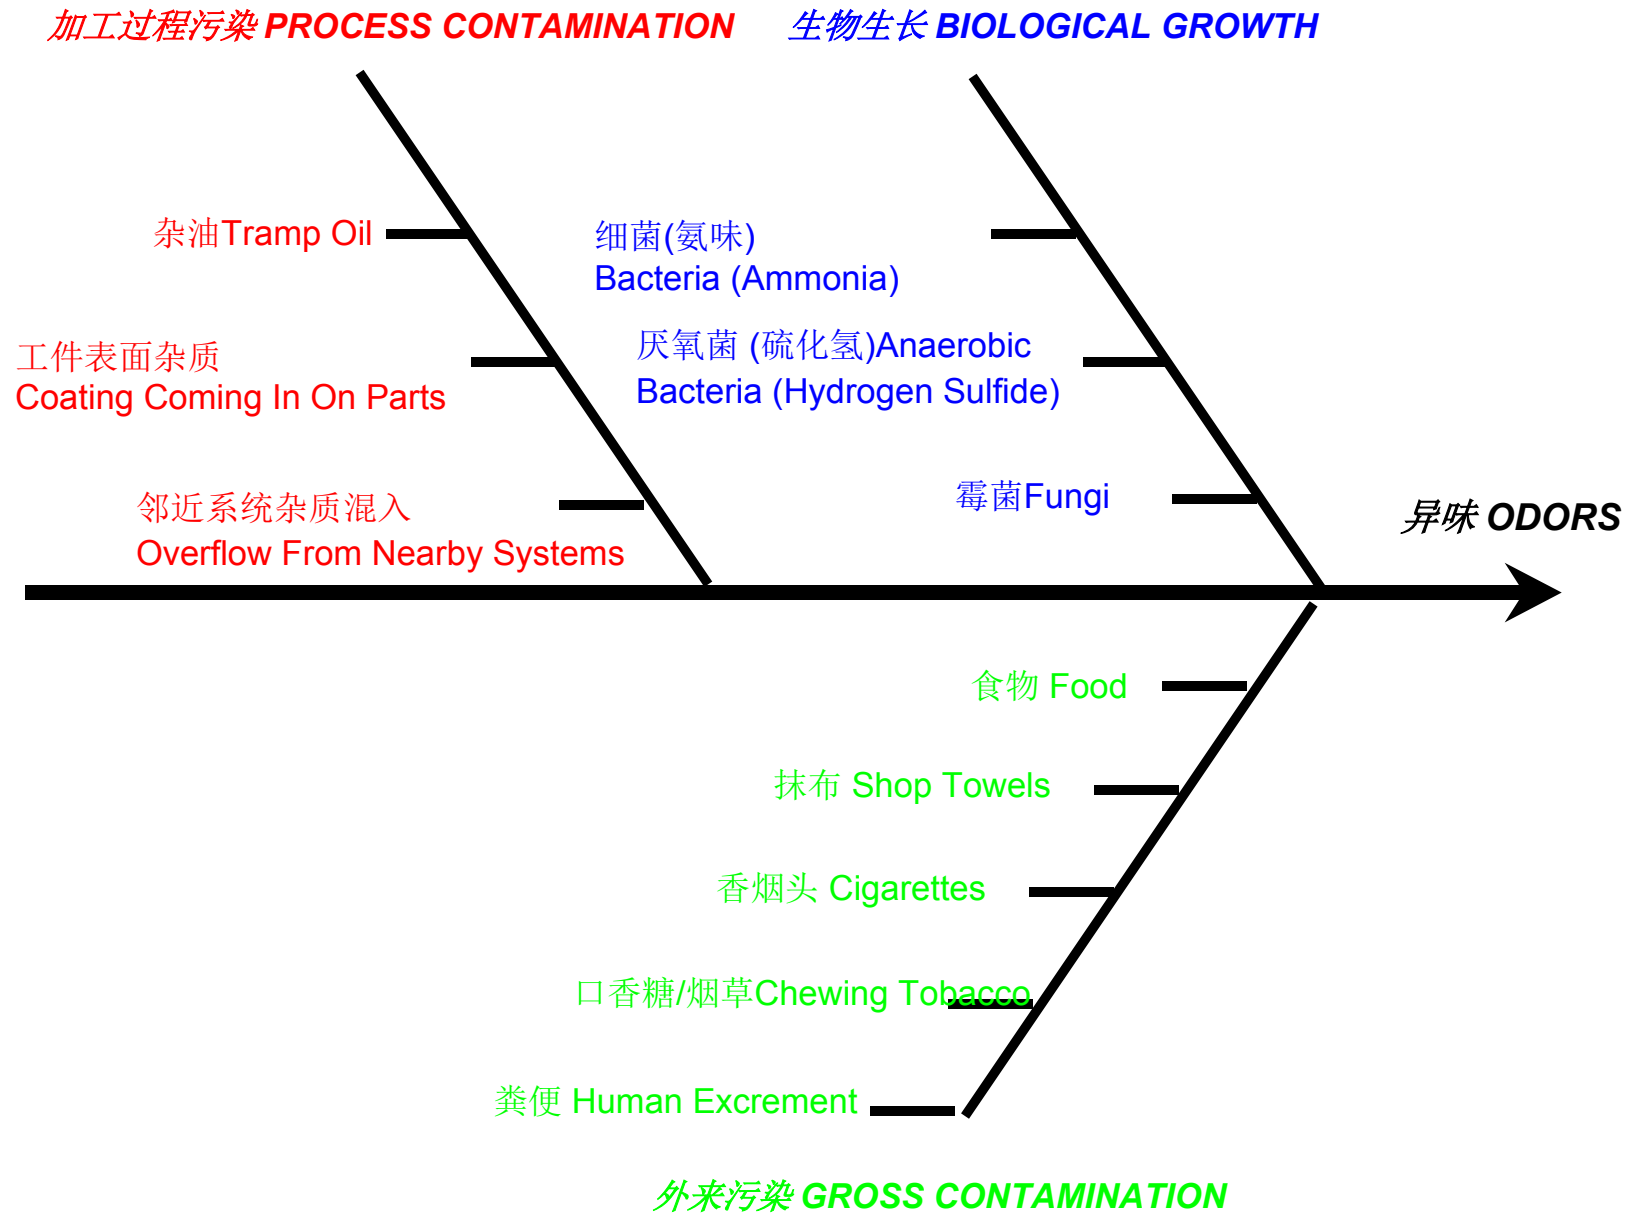 加工过程污染 PROCESS CONTAMINATION
生物生长 BIOLOGICAL GROWTH
杂油Tramp Oil
工件表面杂质
Coating Coming In On Parts
邻近系统杂质混入
Overflow From Nearby Systems
细菌(氨味)
Bacteria (Ammonia)
厌氧菌 (硫化氢)Anaerobic
Bacteria (Hydrogen Sulfide)
霉菌Fungi
异味 ODORS
食物 Food
抹布 Shop Towels
香烟头 Cigarettes
口香糖/烟草Chewing Tobacco
粪便 Human Excrement
外来污染 GROSS CONTAMINATION